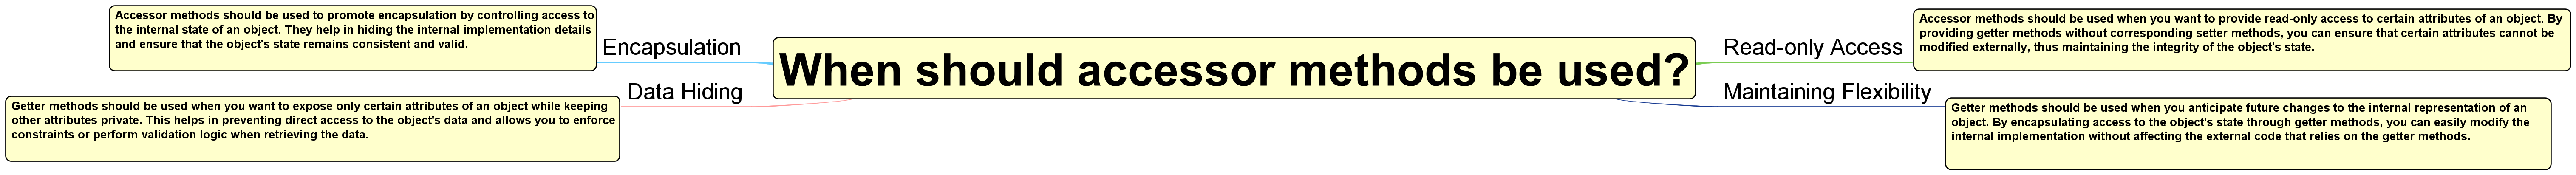 When should accessor methods be used?
Encapsulation
Accessor methods should be used to promote encapsulation by controlling access to
the internal state of an object. They help in hiding the internal implementation details
and ensure that the object's state remains consistent and valid.
Data Hiding
Getter methods should be used when you want to expose only certain attributes of an object while keeping
other attributes private. This helps in preventing direct access to the object's data and allows you to enforce
constraints or perform validation logic when retrieving the data.
Read-only Access
Accessor methods should be used when you want to provide read-only access to certain attributes of an object. By
providing getter methods without corresponding setter methods, you can ensure that certain attributes cannot be
modified externally, thus maintaining the integrity of the object's state.
Maintaining Flexibility
Getter methods should be used when you anticipate future changes to the internal representation of an
object. By encapsulating access to the object's state through getter methods, you can easily modify the
internal implementation without affecting the external code that relies on the getter methods.